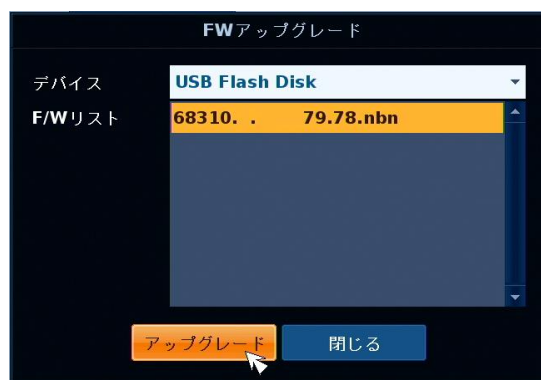 FWアップグレード
デバイス USB Flash Disk
F/Wリスト 68310. . 79.78.nbn
アップグレード 閉じる